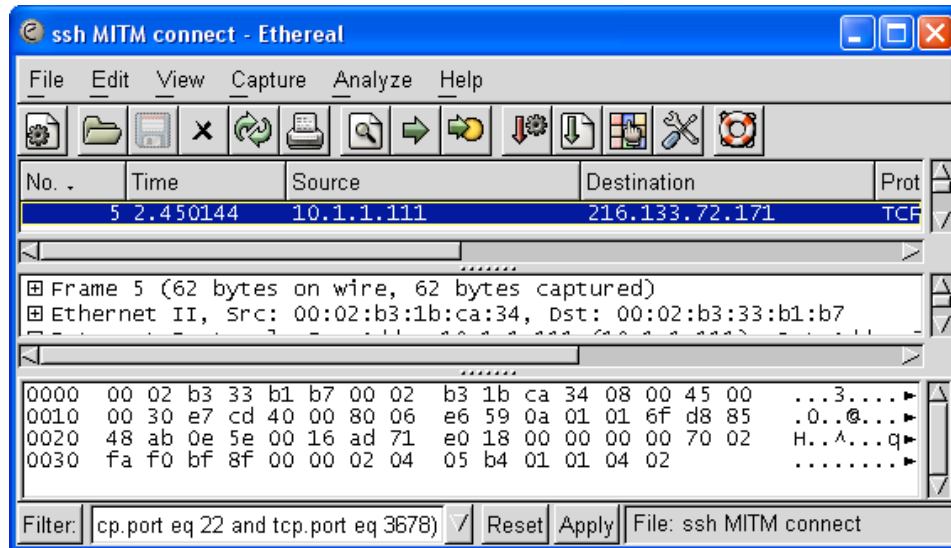 ssh MITM connect - Ethereal
File Edit View Capture Analyze Help
No. . Time Source Destination Prot
5 2.450144 10.1.1.111 216.133.72.171 TCP
Frame 5 (62 bytes on wire, 62 bytes captured)
Ethernet II, Src: 00:02:b3:1b:ca:34, Dst: 00:02:b3:33:b1:b7
0000 00 02 b3 33 b1 b7 00 02 b3 1b ca 34 08 00 45 00 ...3....
0010 00 30 e7 cd 40 00 80 06 e6 59 0a 01 01 6f d8 85 .0..@...
0020 48 ab 0e 5e 00 16 ad 71 e0 18 00 00 00 00 70 02 H..^...q
0030 fa f0 bf 8f 00 00 02 04 05 b4 01 01 04 02 ........
Filter: cp.port eq 22 and tcp.port eq 3678) Reset Apply File: ssh MITM connect